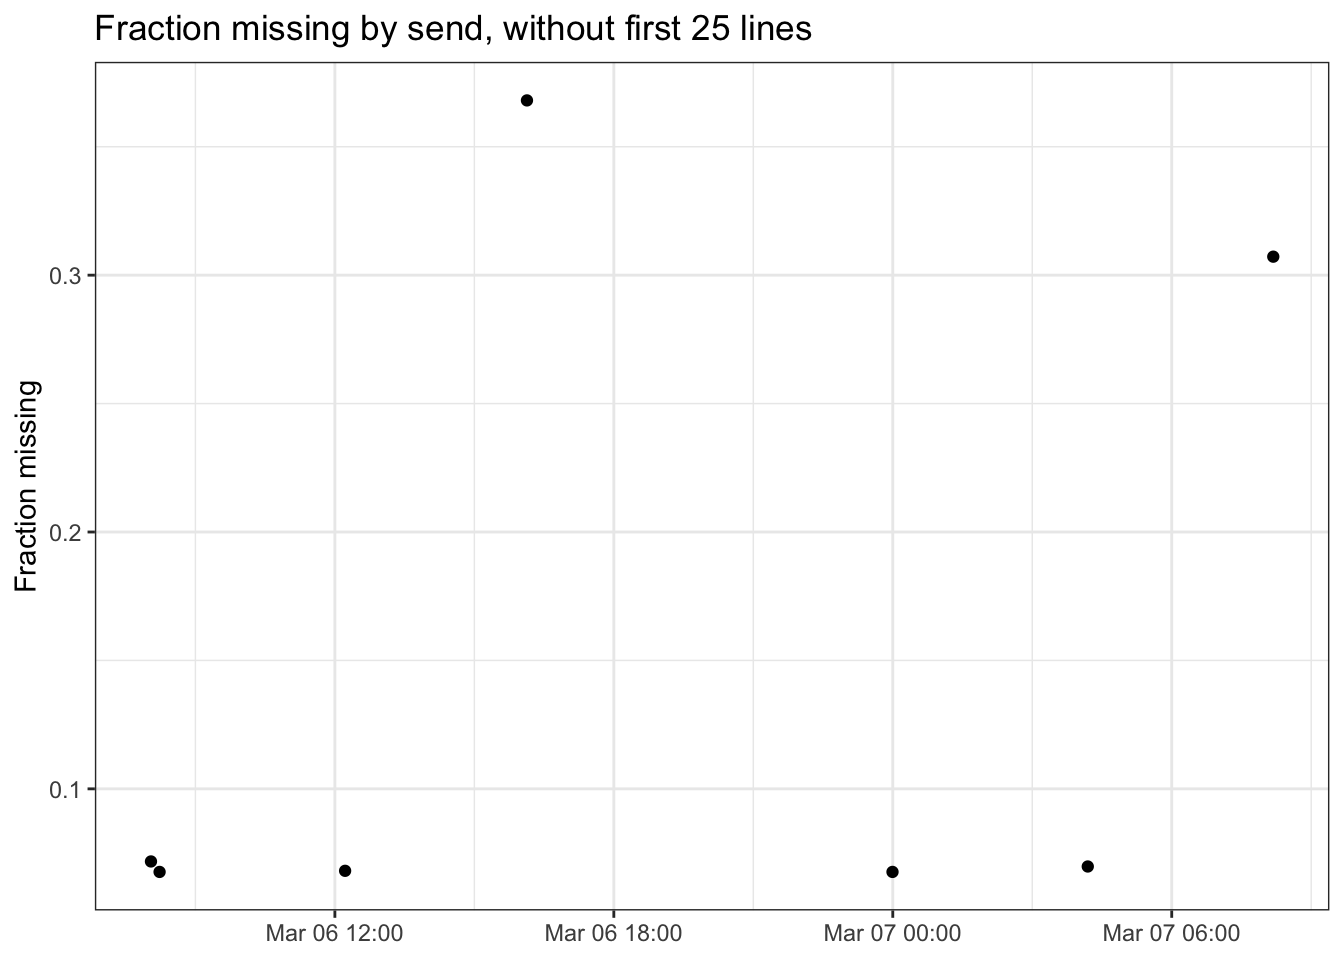 Fraction missing by send, without first 25 lines
Fraction missing
0.3
0.2
0.1
Mar 06 12:00 Mar 06 18:00 Mar 07 00:00 Mar 07 06:00